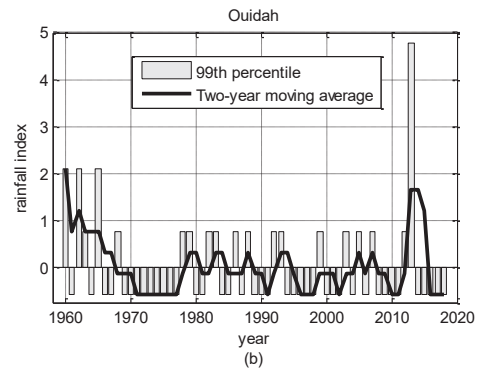 Ouidah
5
4
3
2
1
0
rainfall index
99th percentile
Two-year moving average
1960 1970 1980 1990 2000 2010 2020
year
(b)